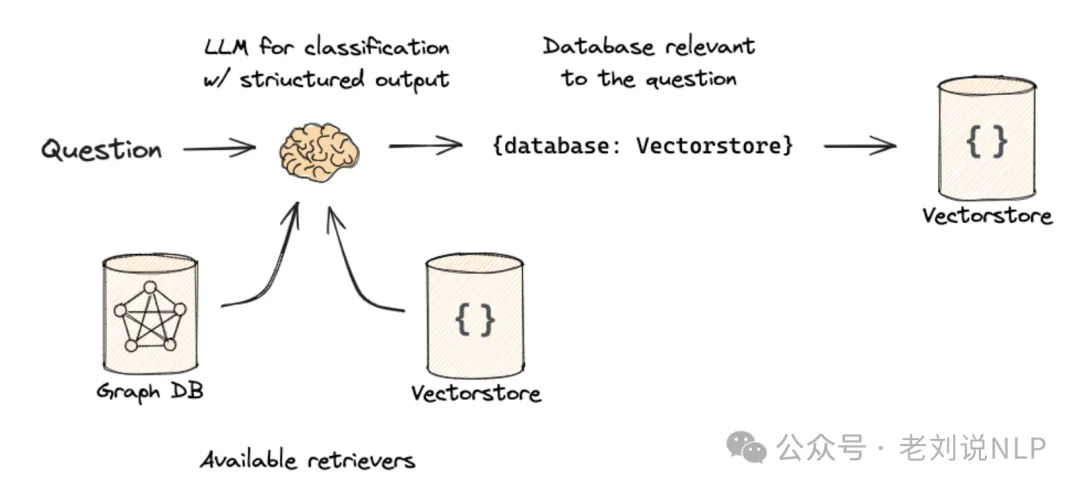 LLM for classification
w/ striuctured output
Database relevant
to the question
Question
{database: Vectorstore}
{ }
Vectorstore
{ }
Graph DB
Vectorstore
Available retrievers
公众号 · 老刘说NLP